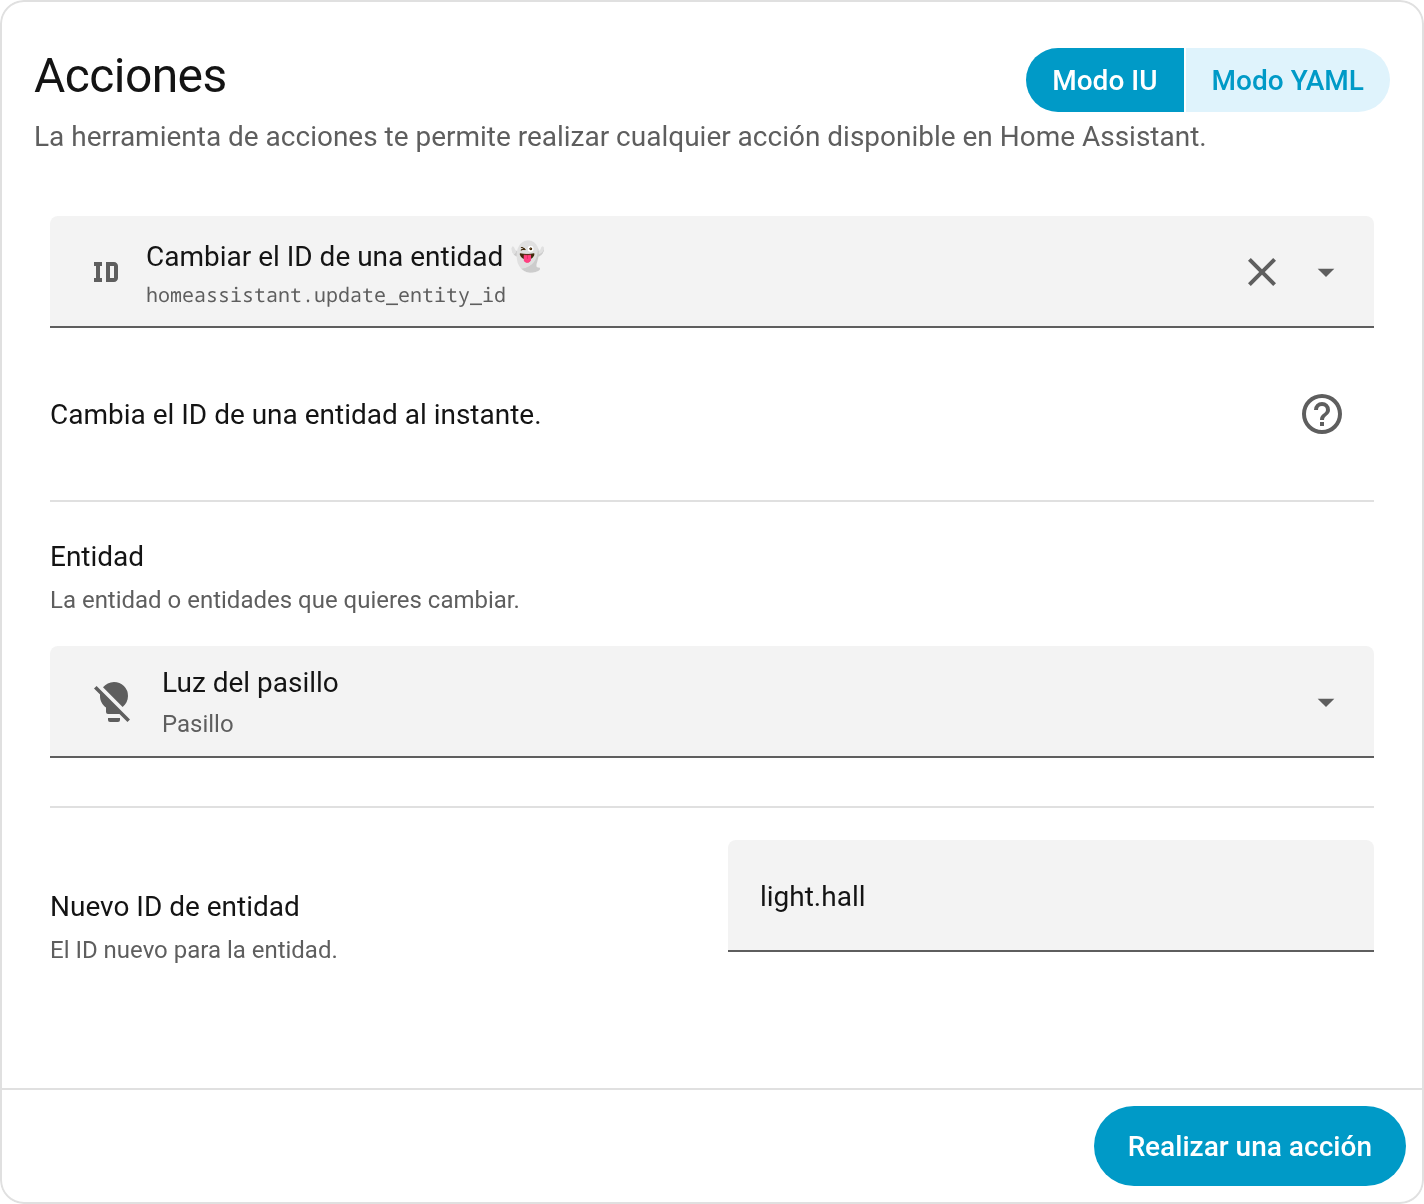 Acciones
Modo IU
Modo YAML
La herramienta de acciones te permite realizar cualquier acción disponible en Home Assistant.
ID
Cambiar el ID de una entidad 👻
homeassistant.update_entity_id
Cambia el ID de una entidad al instante.
Entidad
La entidad o entidades que quieres cambiar.
Luz del pasillo
Pasillo
Nuevo ID de entidad
El ID nuevo para la entidad.
light.hall
Realizar una acción